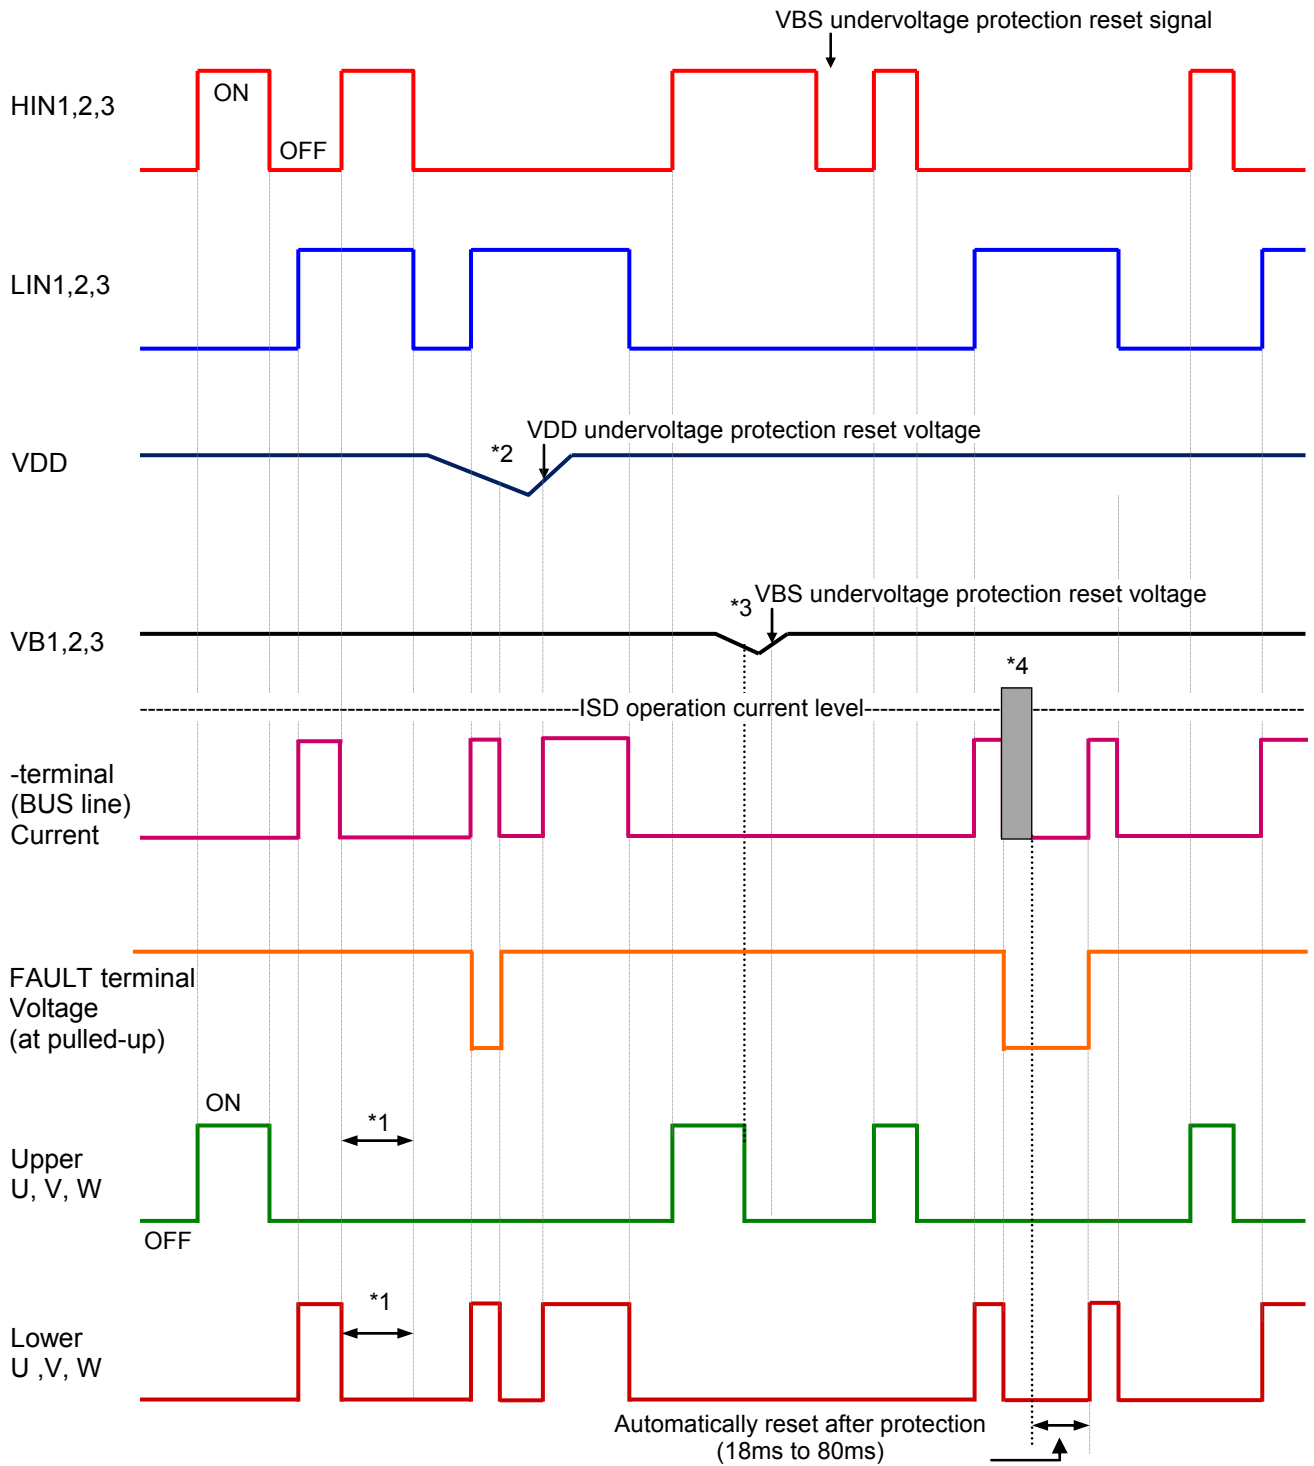 VBS undervoltage protection reset signal
HIN1,2,3
ON
OFF
LIN1,2,3
VDD undervoltage protection reset voltage
*2
VDD
VBS undervoltage protection reset voltage
*3
VB1,2,3
*4
ISD operation current level
-terminal
(BUS line)
Current
FAULT terminal
Voltage
(at pulled-up)
ON
*1
Upper
U, V, W
OFF
*1
Lower
U ,V, W
Automatically reset after protection
(18ms to 80ms)